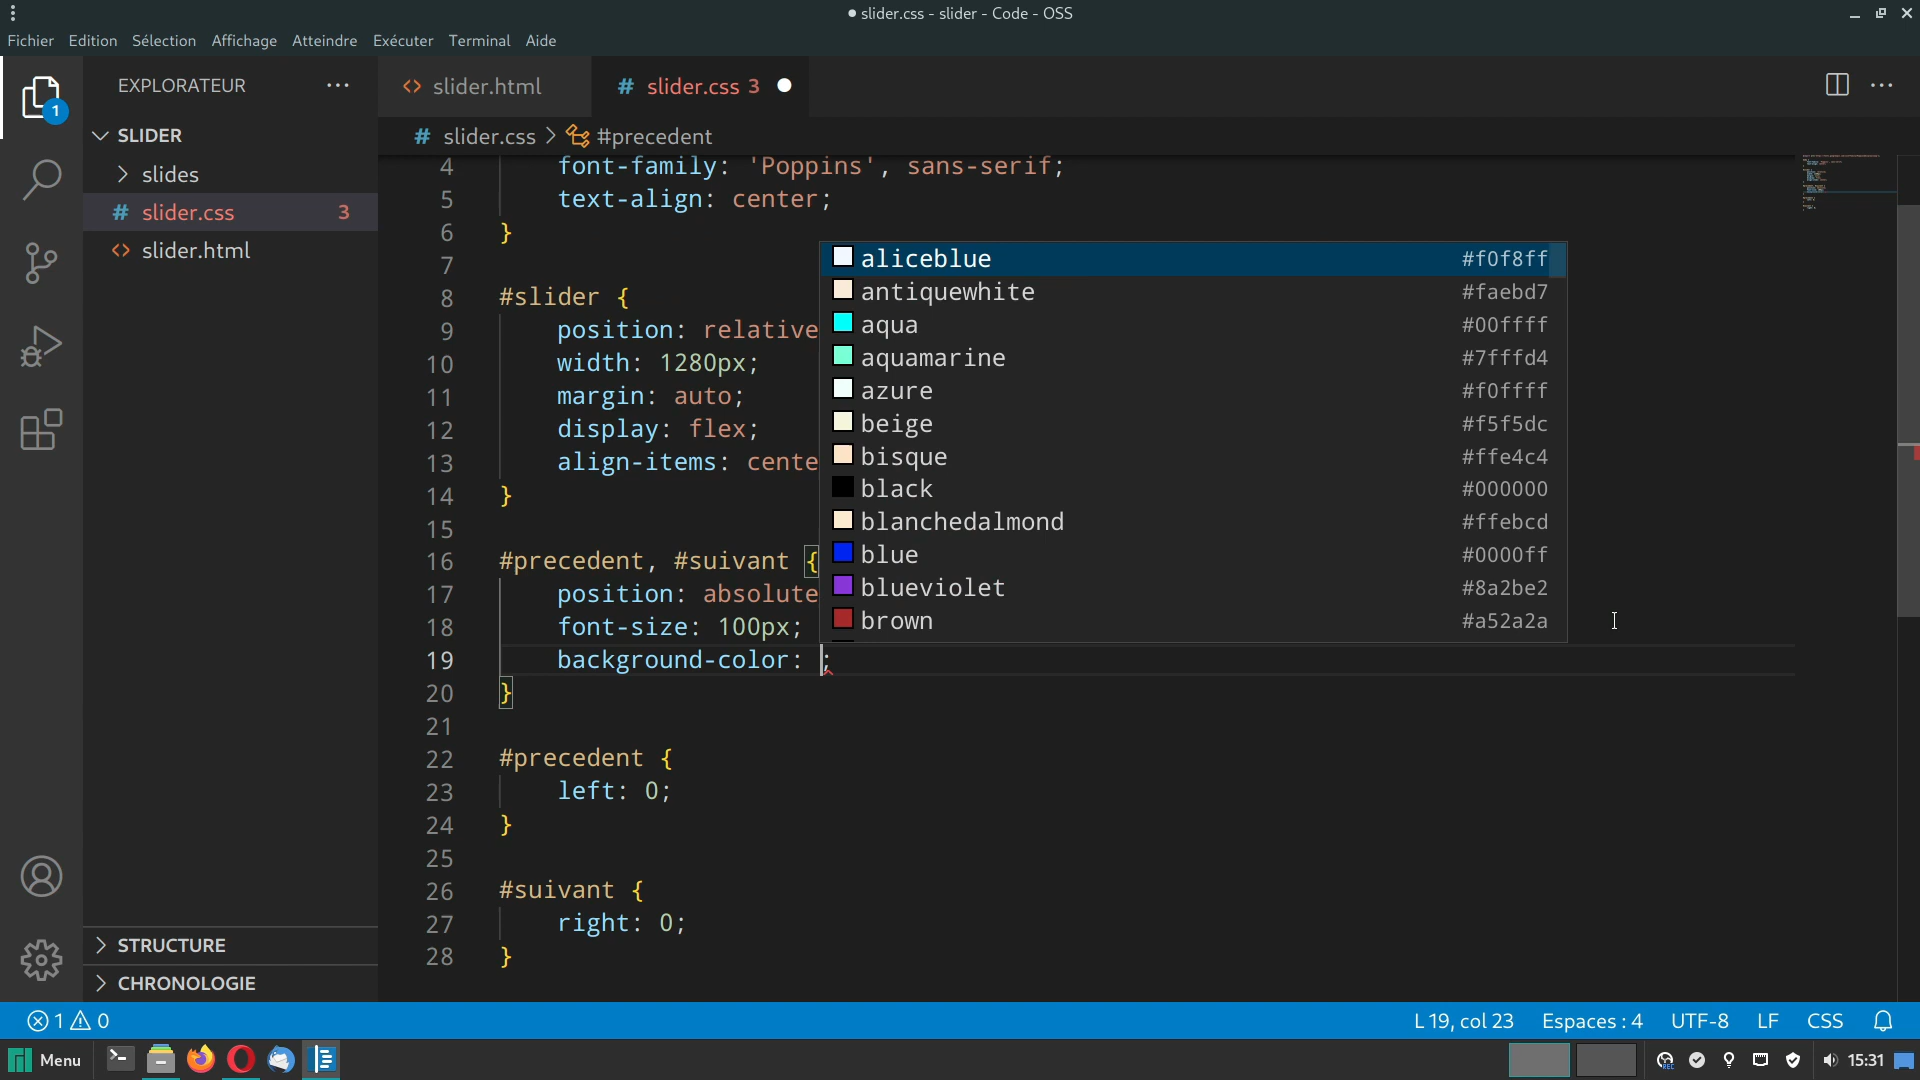 ● slider.css - slider - Code - OSS
Fichier Edition Sélection Affichage Atteindre Exécuter Terminal Aide
EXPLORATEUR ···
1
SLIDER
slides
# slider.css 3
<> slider.html
STRUCTURE
CHRONOLOGIE
<> slider.html # slider.css 3 ●
# slider.css > #precedent
4 font-family: 'Poppins', sans-serif;
5 text-align: center;
6 }
7
8 #slider {
9 position: relative
10 width: 1280px;
11 margin: auto;
12 display: flex;
13 align-items: cente
14 }
15
16 #precedent, #suivant {
17 position: absolute
18 font-size: 100px;
19 background-color: ;
20 }
21
22 #precedent {
23 left: 0;
24 }
25
26 #suivant {
27 right: 0;
28 }
aliceblue #f0f8ff
antiquewhite #faebd7
aqua #00ffff
aquamarine #7fffd4
azure #f0ffff
beige #f5f5dc
bisque #ffe4c4
black #000000
blanchedalmond #ffebcd
blue #0000ff
blueviolet #8a2be2
brown #a52a2a
1 0 L 19, col 23 Espaces : 4 UTF-8 LF CSS
Menu REC 15:31